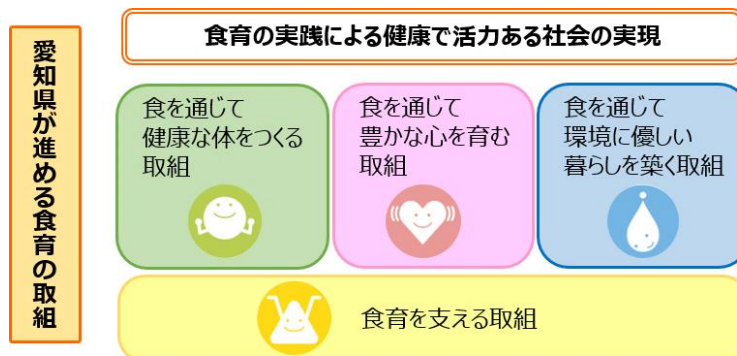 愛知県が進める食育の取組
食育の実践による健康で活力ある社会の実現
食を通じて
健康な体をつくる
取組
食を通じて
豊かな心を育む
取組
食を通じて
環境に優しい
暮らしを築く取組
食育を支える取組